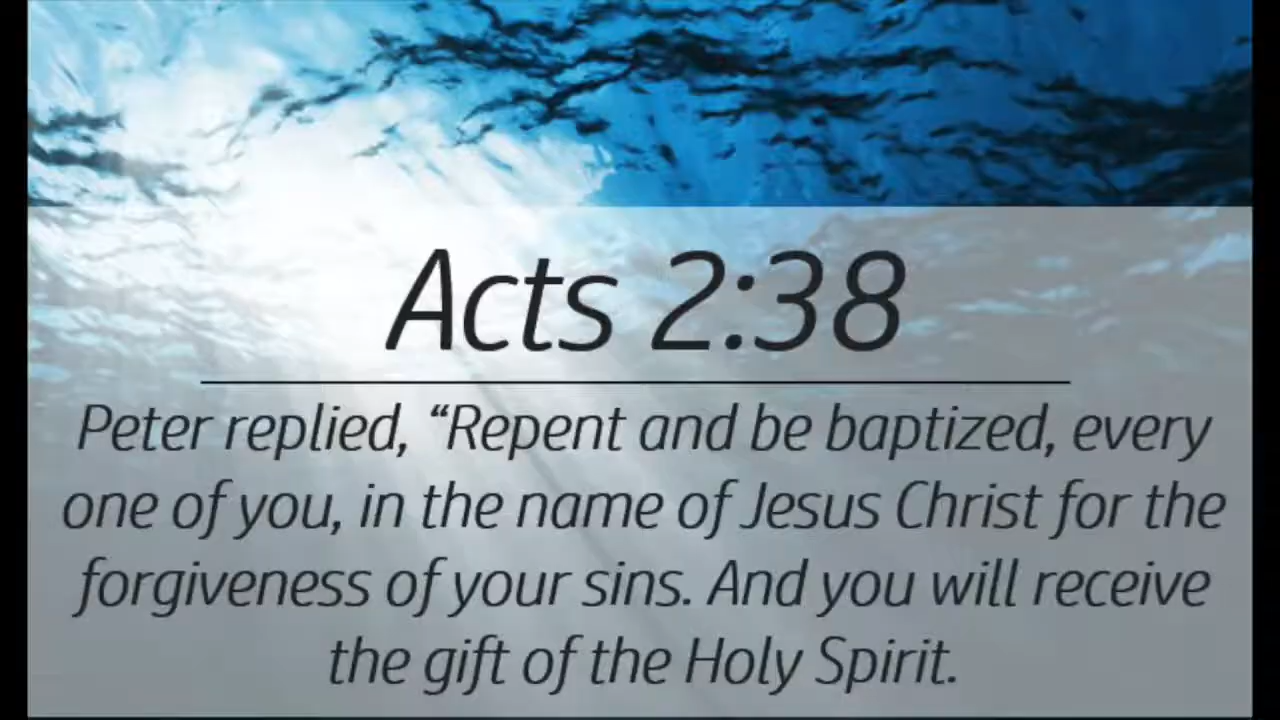 Acts 2:38
Peter replied, “Repent and be baptized, every
one of you, in the name of Jesus Christ for the
forgiveness of your sins. And you will receive
the gift of the Holy Spirit.